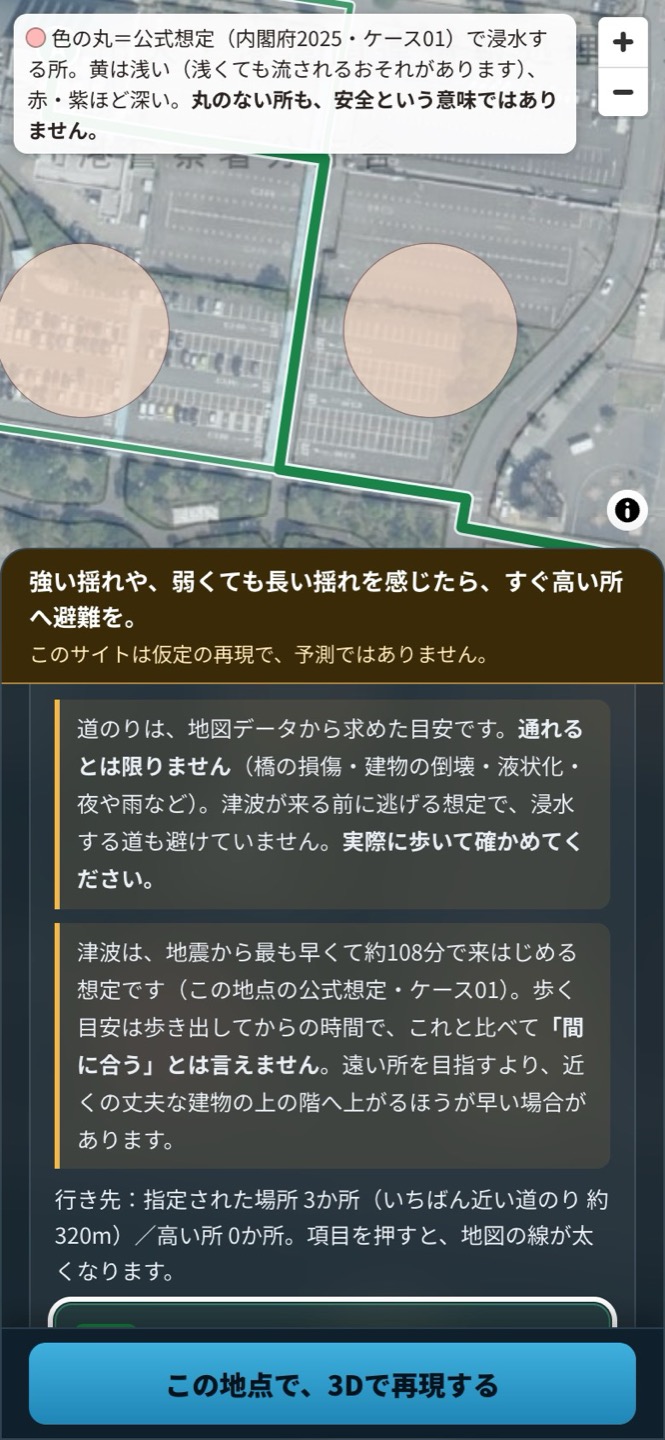 色の丸＝公式想定（内閣府2025・ケース01）で浸水す
る所。黄は浅い（浅くても流されるおそれがあります）、
赤・紫ほど深い。丸のない所も、安全という意味ではあり
ません。
+
−
強い揺れや、弱くても長い揺れを感じたら、すぐ高い所
へ避難を。
このサイトは仮定の再現で、予測ではありません。
道のりは、地図データから求めた目安です。通れる
とは限りません（橋の損傷・建物の倒壊・液状化・
夜や雨など）。津波が来る前に逃げる想定で、浸水
する道も避けていません。実際に歩いて確かめてく
ださい。
津波は、地震から最も早くて約108分で来はじめる
想定です（この地点の公式想定・ケース01）。歩く
目安は歩き出してからの時間で、これと比べて「間
に合う」とは言えません。遠い所を目指すより、近
くの丈夫な建物の上の階へ上がるほうが早い場合が
あります。
行き先：指定された場所 3か所（いちばん近い道のり 約
320m）／高い所 0か所。項目を押すと、地図の線が太
くなります。
この地点で、3Dで再現する